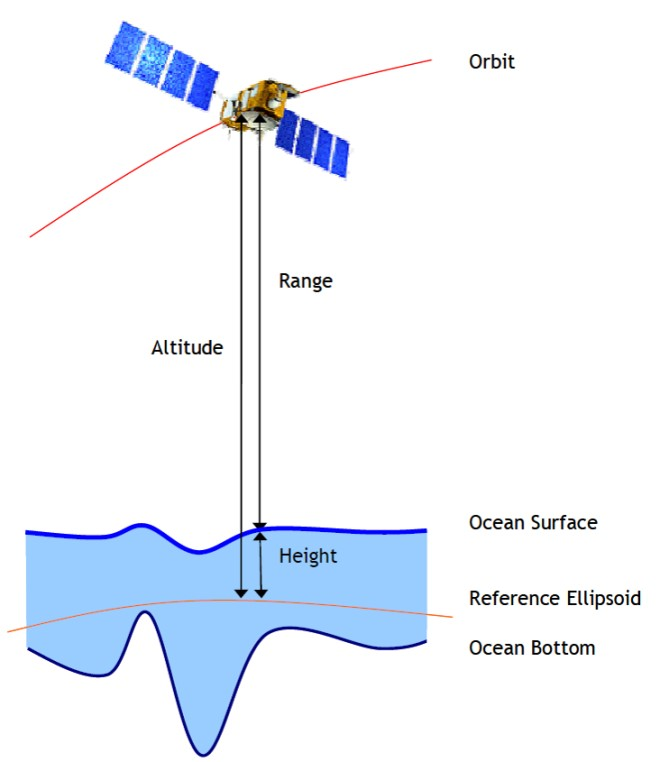 Orbit
Range
Altitude
Ocean Surface
Height
Reference Ellipsoid
Ocean Bottom